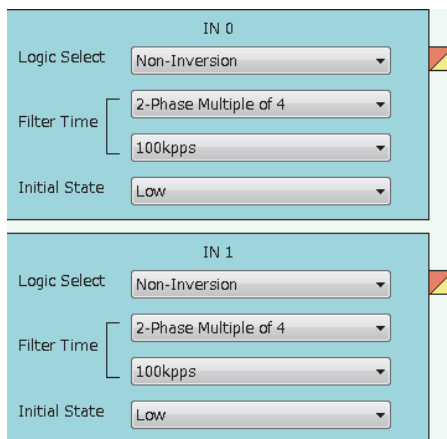 IN 0
Logic Select Non-Inversion
2-Phase Multiple of 4
Filter Time
100kpps
Initial State Low
IN 1
Logic Select Non-Inversion
2-Phase Multiple of 4
Filter Time
100kpps
Initial State Low